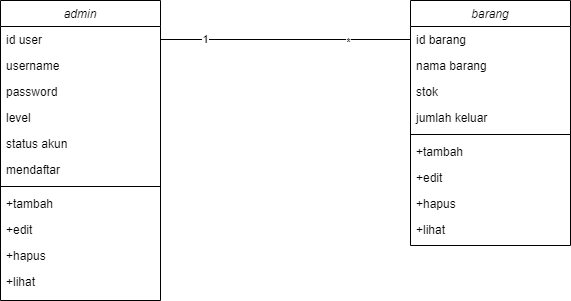 admin
id user
username
password
level
status akun
mendaftar
+tambah
+edit
+hapus
+lihat
1
*
barang
id barang
nama barang
stok
jumlah keluar
+tambah
+edit
+hapus
+lihat